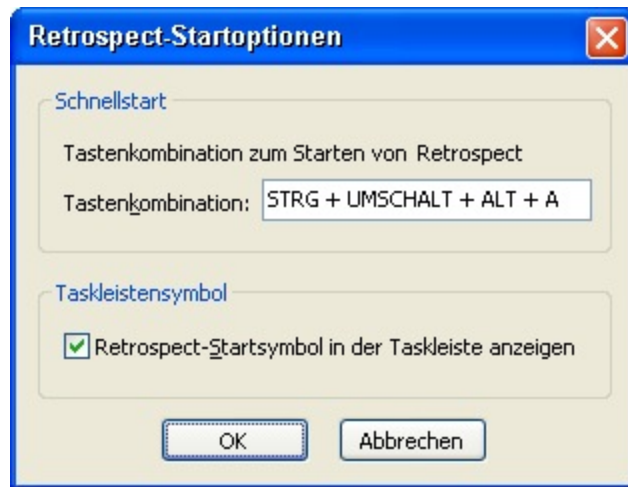 Retrospect-Startoptionen
Schnellstart
Tastenkombination zum Starten von Retrospect
Tastenkombination: STRG + UMSCHALT + ALT + A
Taskleistensymbol
Retrospect-Startsymbol in der Taskleiste anzeigen
OK Abbrechen